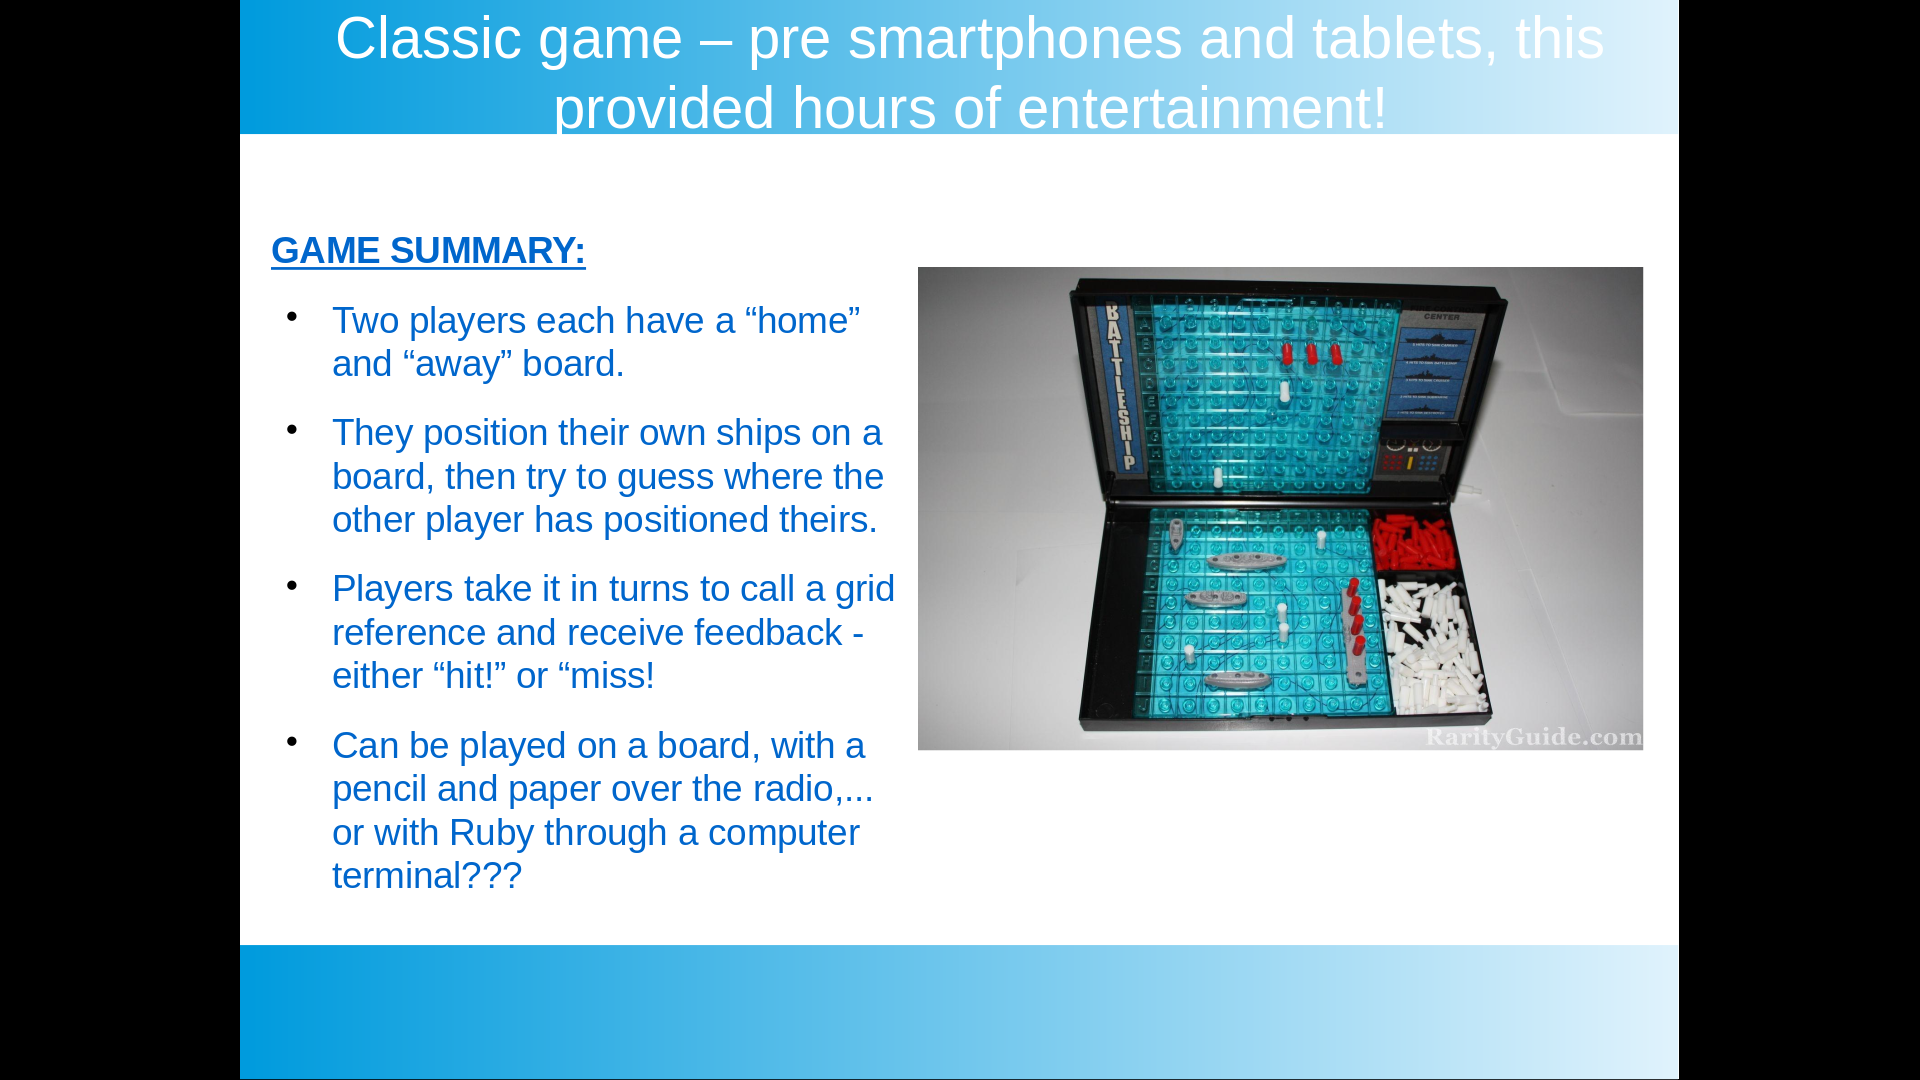 Classic game – pre smartphones and tablets, this
provided hours of entertainment!
GAME SUMMARY:
• Two players each have a “home”
and “away” board.
• They position their own ships on a
board, then try to guess where the
other player has positioned theirs.
• Players take it in turns to call a grid
reference and receive feedback -
either “hit!” or “miss!
• Can be played on a board, with a
pencil and paper over the radio,...
or with Ruby through a computer
terminal???
BATTLESHIP
CENTER
RarityGuide.com